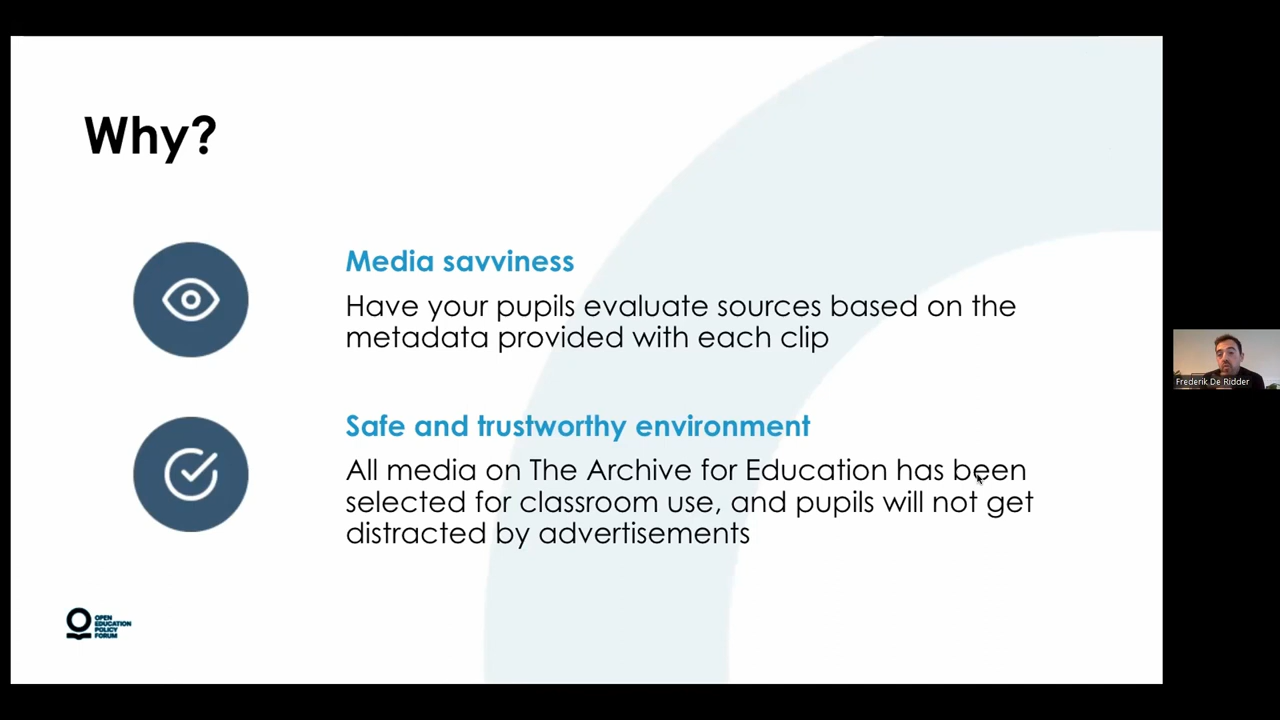 Why?
Media savviness
Have your pupils evaluate sources based on the
metadata provided with each clip
Safe and trustworthy environment
All media on The Archive for Education has been
selected for classroom use, and pupils will not get
distracted by advertisements
OPEN
EDUCATION
POLICY
FORUM
Frederik De Ridder